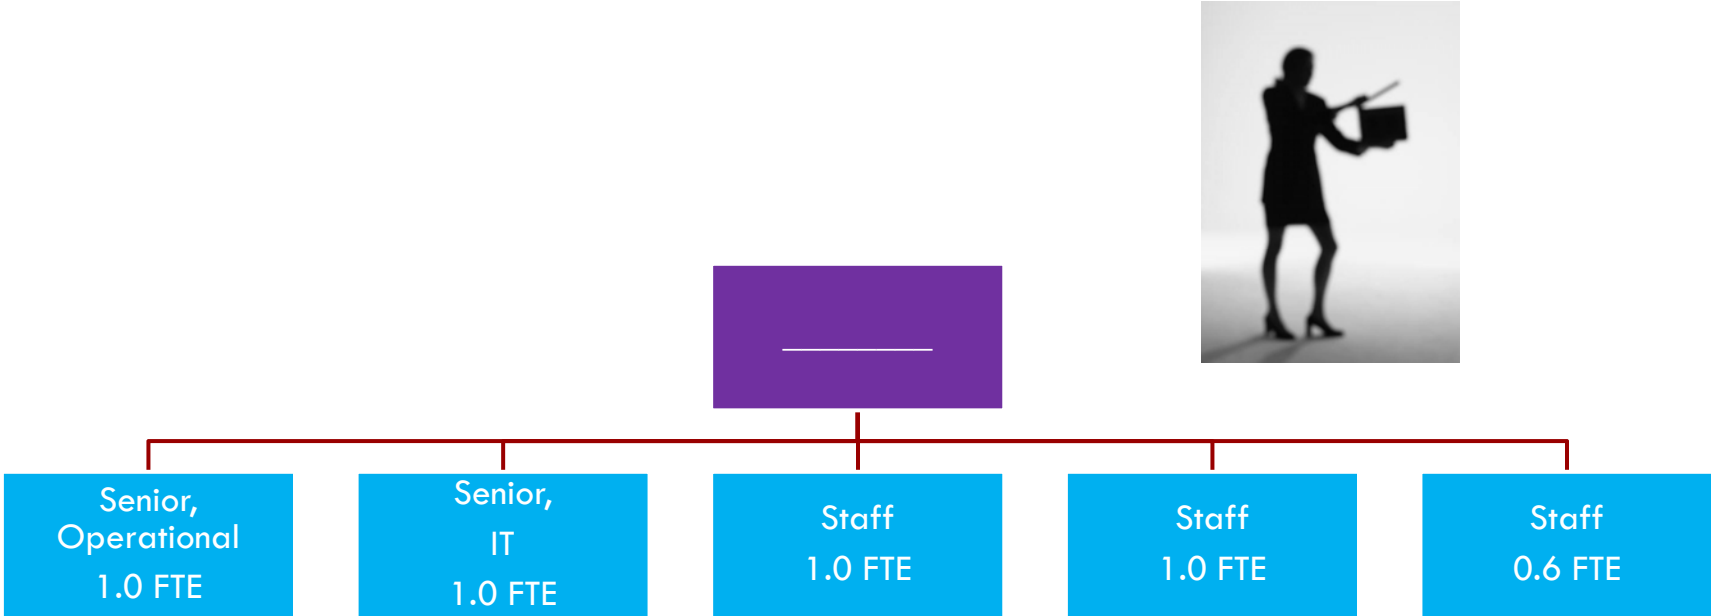 Senior,
Operational
1.0 FTE
Senior,
IT
1.0 FTE
Staff
1.0 FTE
Staff
1.0 FTE
Staff
0.6 FTE